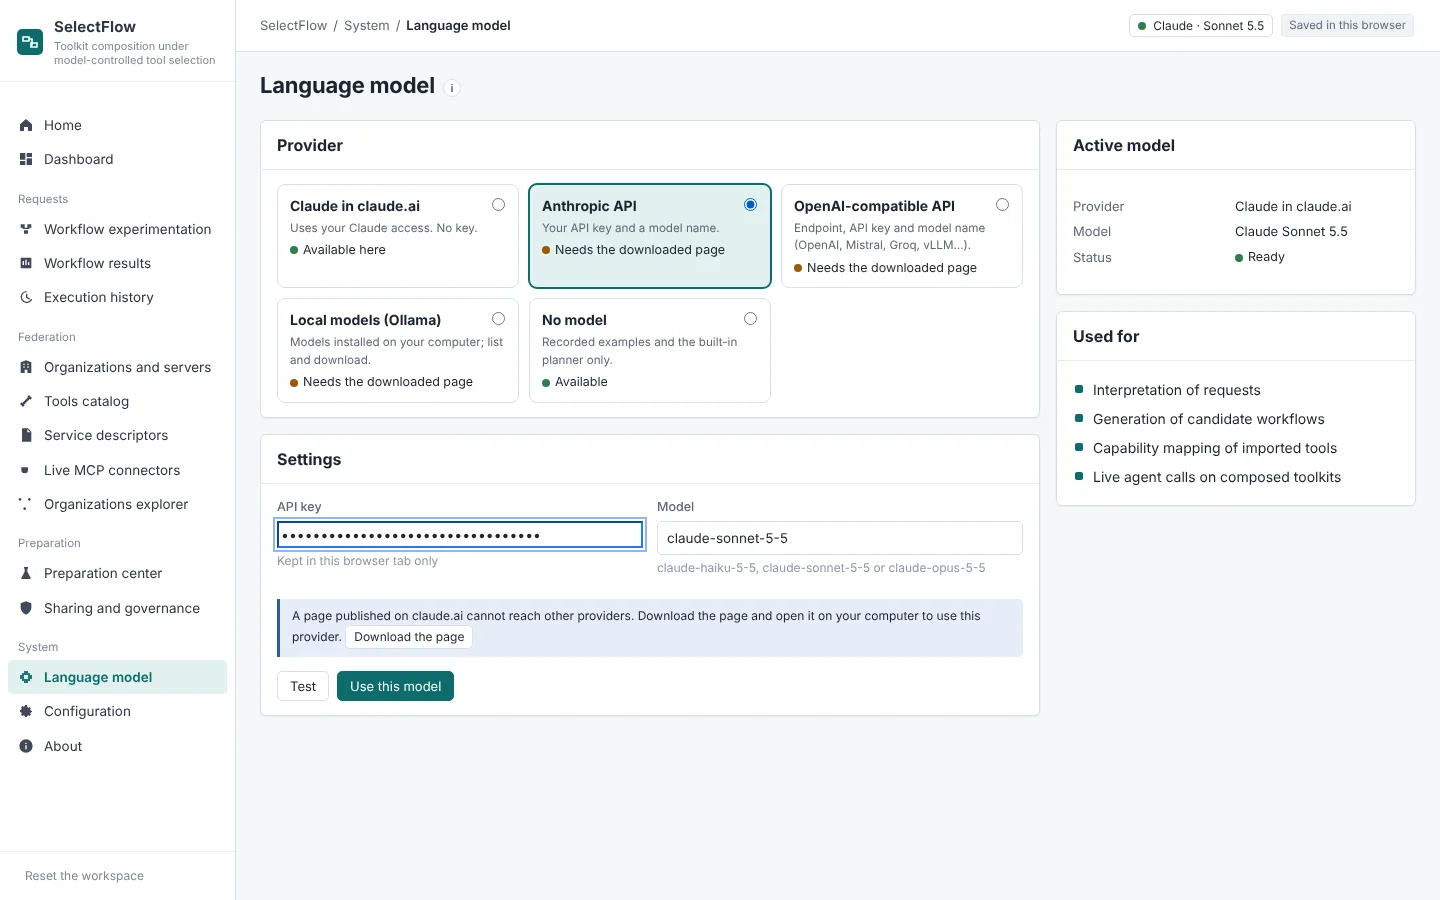 SelectFlow
Toolkit composition under
model-controlled tool selection
Home
Dashboard
Requests
Workflow experimentation
Workflow results
Execution history
Federation
Organizations and servers
Tools catalog
Service descriptors
Live MCP connectors
Organizations explorer
Preparation
Preparation center
Sharing and governance
System
Language model
Configuration
About
Reset the workspace
SelectFlow / System / Language model
Claude · Sonnet 5.5
Saved in this browser
Language model i
Provider
Claude in claude.ai
Uses your Claude access. No key.
Available here
Anthropic API
Your API key and a model name.
Needs the downloaded page
OpenAI-compatible API
Endpoint, API key and model name
(OpenAI, Mistral, Groq, vLLM…).
Needs the downloaded page
Local models (Ollama)
Models installed on your computer; list
and download.
Needs the downloaded page
No model
Recorded examples and the built-in
planner only.
Available
Settings
API key
•••••••••••••••••••••••••••••••••
Kept in this browser tab only
Model
claude-sonnet-5-5
claude-haiku-5-5, claude-sonnet-5-5 or claude-opus-5-5
A page published on claude.ai cannot reach other providers. Download the page and open it on your computer to use this
provider. Download the page
Test
Use this model
Active model
Provider Claude in claude.ai
Model Claude Sonnet 5.5
Status Ready
Used for
Interpretation of requests
Generation of candidate workflows
Capability mapping of imported tools
Live agent calls on composed toolkits